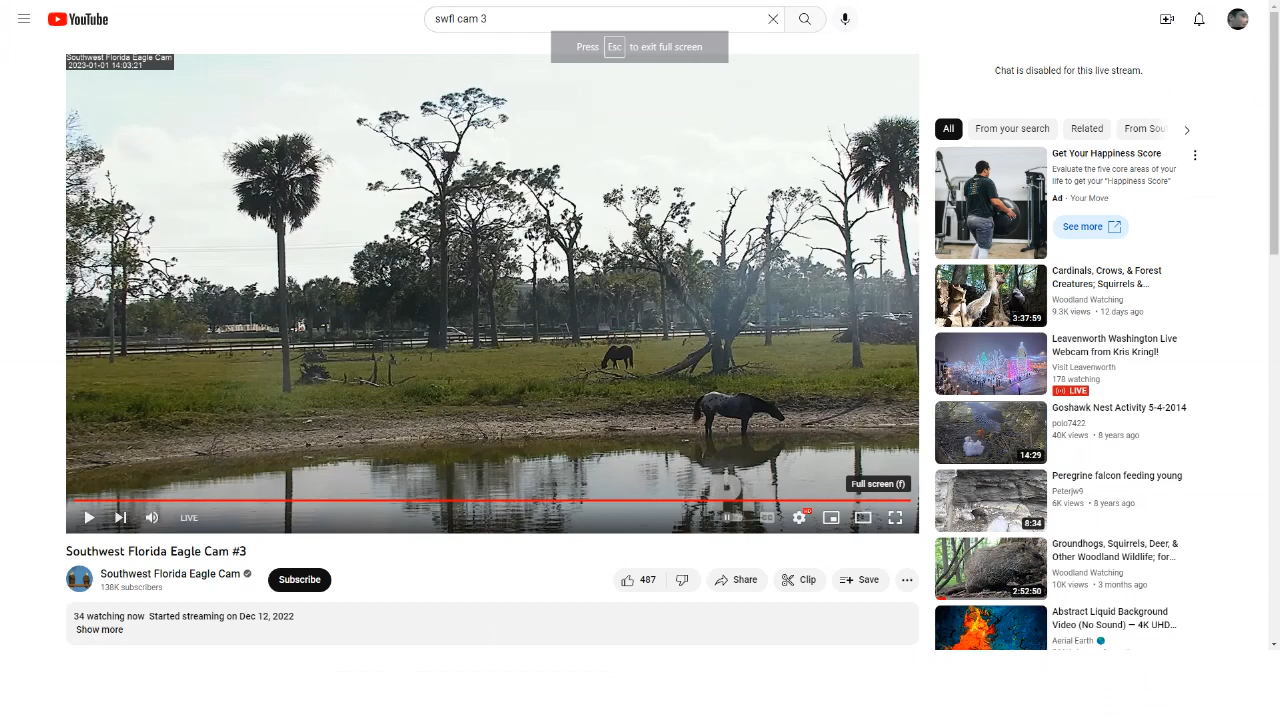 YouTube
swfl cam 3
Press Esc to exit full screen
Southwest Florida Eagle Cam
2023-01-01 14:03:21
Full screen (f)
LIVE
CC
HD
Southwest Florida Eagle Cam #3
Southwest Florida Eagle Cam
138K subscribers
Subscribe
487
Share
Clip
Save
34 watching now Started streaming on Dec 12, 2022
Show more
Chat is disabled for this live stream.
All
From your search
Related
From Sou
Get Your Happiness Score
Evaluate the five core areas of your
life to get your "Happiness Score"
Ad · Your Move
See more
Cardinals, Crows, & Forest
Creatures; Squirrels &...
Woodland Watching
9.3K views · 12 days ago
3:37:59
Leavenworth Washington Live
Webcam from Kris Kringl!
Visit Leavenworth
178 watching
LIVE
Goshawk Nest Activity 5-4-2014
polo7422
40K views · 8 years ago
14:29
Peregrine falcon feeding young
Peterjw9
6K views · 8 years ago
8:34
Groundhogs, Squirrels, Deer, &
Other Woodland Wildlife; for...
Woodland Watching
10K views · 3 months ago
2:52:50
Abstract Liquid Background
Video (No Sound) — 4K UHD...
Aerial Earth